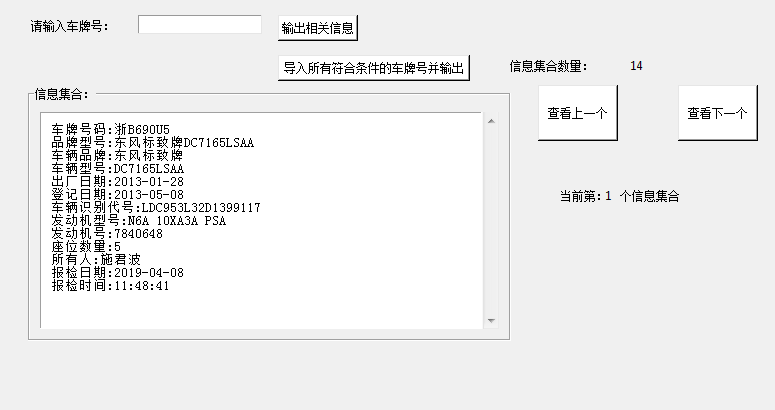 请输入车牌号:
输出相关信息
导入所有符合条件的车牌号并输出
信息集合数量: 14
信息集合:
查看上一个
查看下一个
车牌号码:浙B690U5
品牌型号:东风标致牌DC7165LSAA
车辆品牌:东风标致牌
车辆型号:DC7165LSAA
出厂日期:2013-01-28
登记日期:2013-05-08
车辆识别代号:LDC953L32D1399117
发动机型号:N6A 10XA3A PSA
发动机号:7840648
座位数量:5
所有人:施君波
报检日期:2019-04-08
报检时间:11:48:41
当前第:1 个信息集合